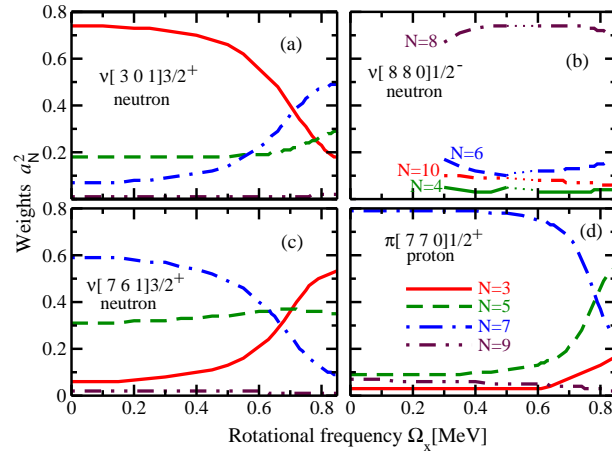 0.8
0.6
0.4
0.2
0
Weights a²_N
(a)
ν[ 3 0 1]3/2⁺
neutron
N=8
ν[ 8 8 0]1/2⁻
neutron
(b)
N=6
N=10
N=4
0.8
0.6
0.4
0.2
0
(c)
ν[ 7 6 1]3/2⁺
neutron
π[ 7 7 0]1/2⁺
proton
(d)
N=3
N=5
N=7
N=9
0 0.2 0.4 0.6 0.8
0 0.2 0.4 0.6 0.8
Rotational frequency Ωₓ[MeV]